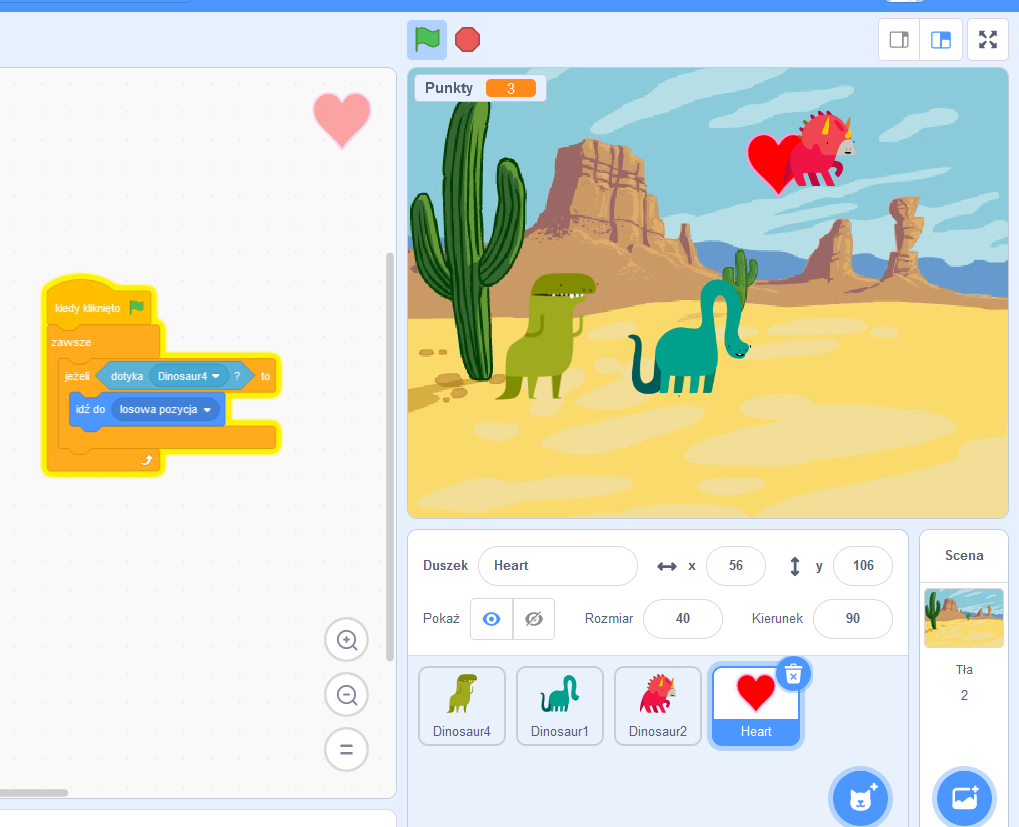 Punkty 3
kiedy kliknięto
zawsze
jeżeli dotyka Dinosaur4 ? to
idź do losowa pozycja
Duszek Heart x 56 y 106
Pokaż Rozmiar 40 Kierunek 90
Dinosaur4 Dinosaur1 Dinosaur2 Heart
Scena
Tła
2